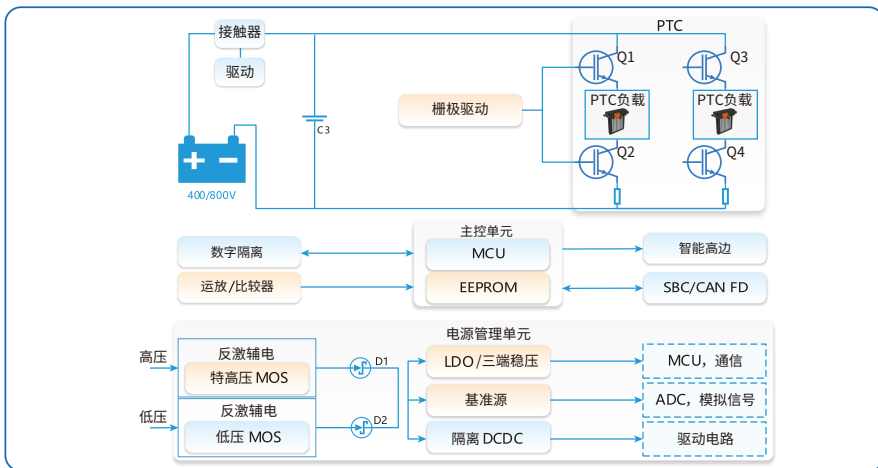 接触器
PTC
驱动
Q1
Q3
PTC负载
PTC负载
栅极驱动
C3
Q2
Q4
400/800V
主控单元
数字隔离
MCU
智能高边
运放/比较器
EEPROM
SBC/CAN FD
电源管理单元
高压
反激辅电
特高压 MOS
D1
LDO/三端稳压
MCU，通信
低压
反激辅电
低压 MOS
D2
基准源
ADC，模拟信号
隔离 DCDC
驱动电路